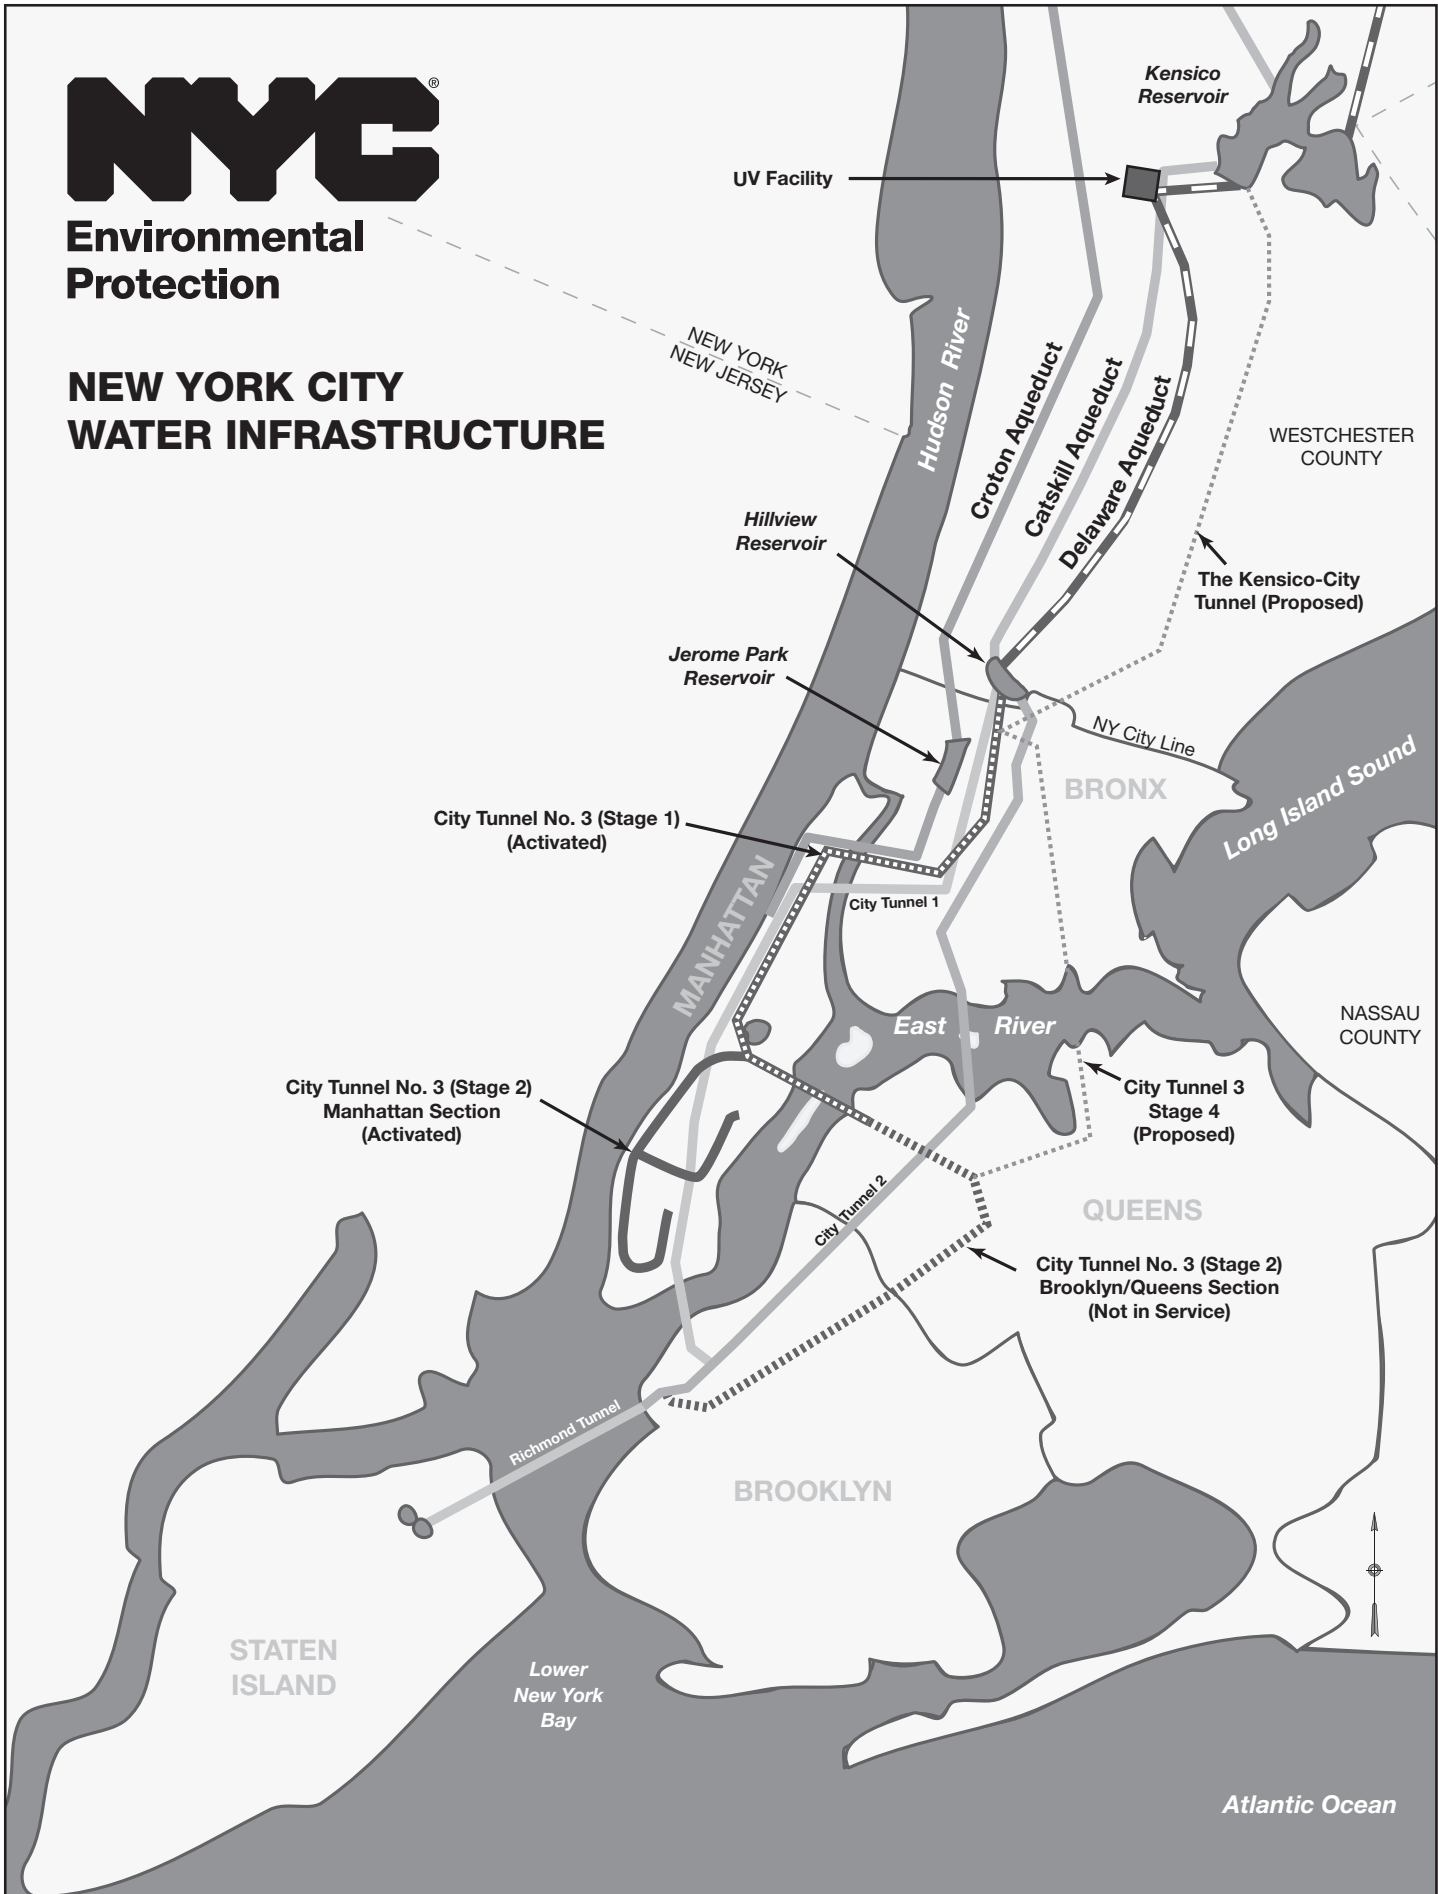 NYC®
Environmental
Protection
NEW YORK CITY
WATER INFRASTRUCTURE
Kensico
Reservoir
UV Facility
NEW YORK
NEW JERSEY
Hudson River
Croton Aqueduct
Catskill Aqueduct
Delaware Aqueduct
WESTCHESTER
COUNTY
Hillview
Reservoir
The Kensico-City
Tunnel (Proposed)
Jerome Park
Reservoir
NY City Line
BRONX
Long Island Sound
City Tunnel No. 3 (Stage 1)
(Activated)
MANHATTAN
City Tunnel 1
East River
NASSAU
COUNTY
City Tunnel No. 3 (Stage 2)
Manhattan Section
(Activated)
City Tunnel 3
Stage 4
(Proposed)
City Tunnel 2
QUEENS
City Tunnel No. 3 (Stage 2)
Brooklyn/Queens Section
(Not in Service)
Richmond Tunnel
BROOKLYN
STATEN
ISLAND
Lower
New York
Bay
Atlantic Ocean